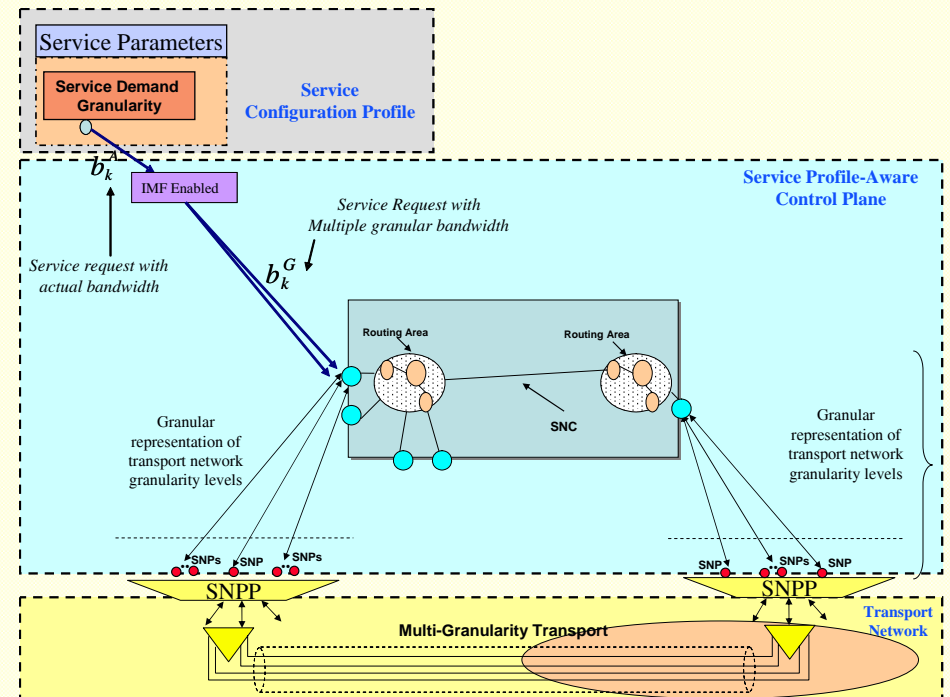 Service Parameters
Service Demand
Granularity
Service
Configuration Profile
b_k^A
IMF Enabled
Service Profile-Aware
Control Plane
Service Request with
Multiple granular bandwidth
Service request with
actual bandwidth
b_k^G
Routing Area
Routing Area
SNC
Granular
representation of
transport network
granularity levels
Granular
representation of
transport network
granularity levels
SNPs
SNP
SNPs
SNP
SNPs
SNP
SNPP
SNPP
Transport
Network
Multi-Granularity Transport